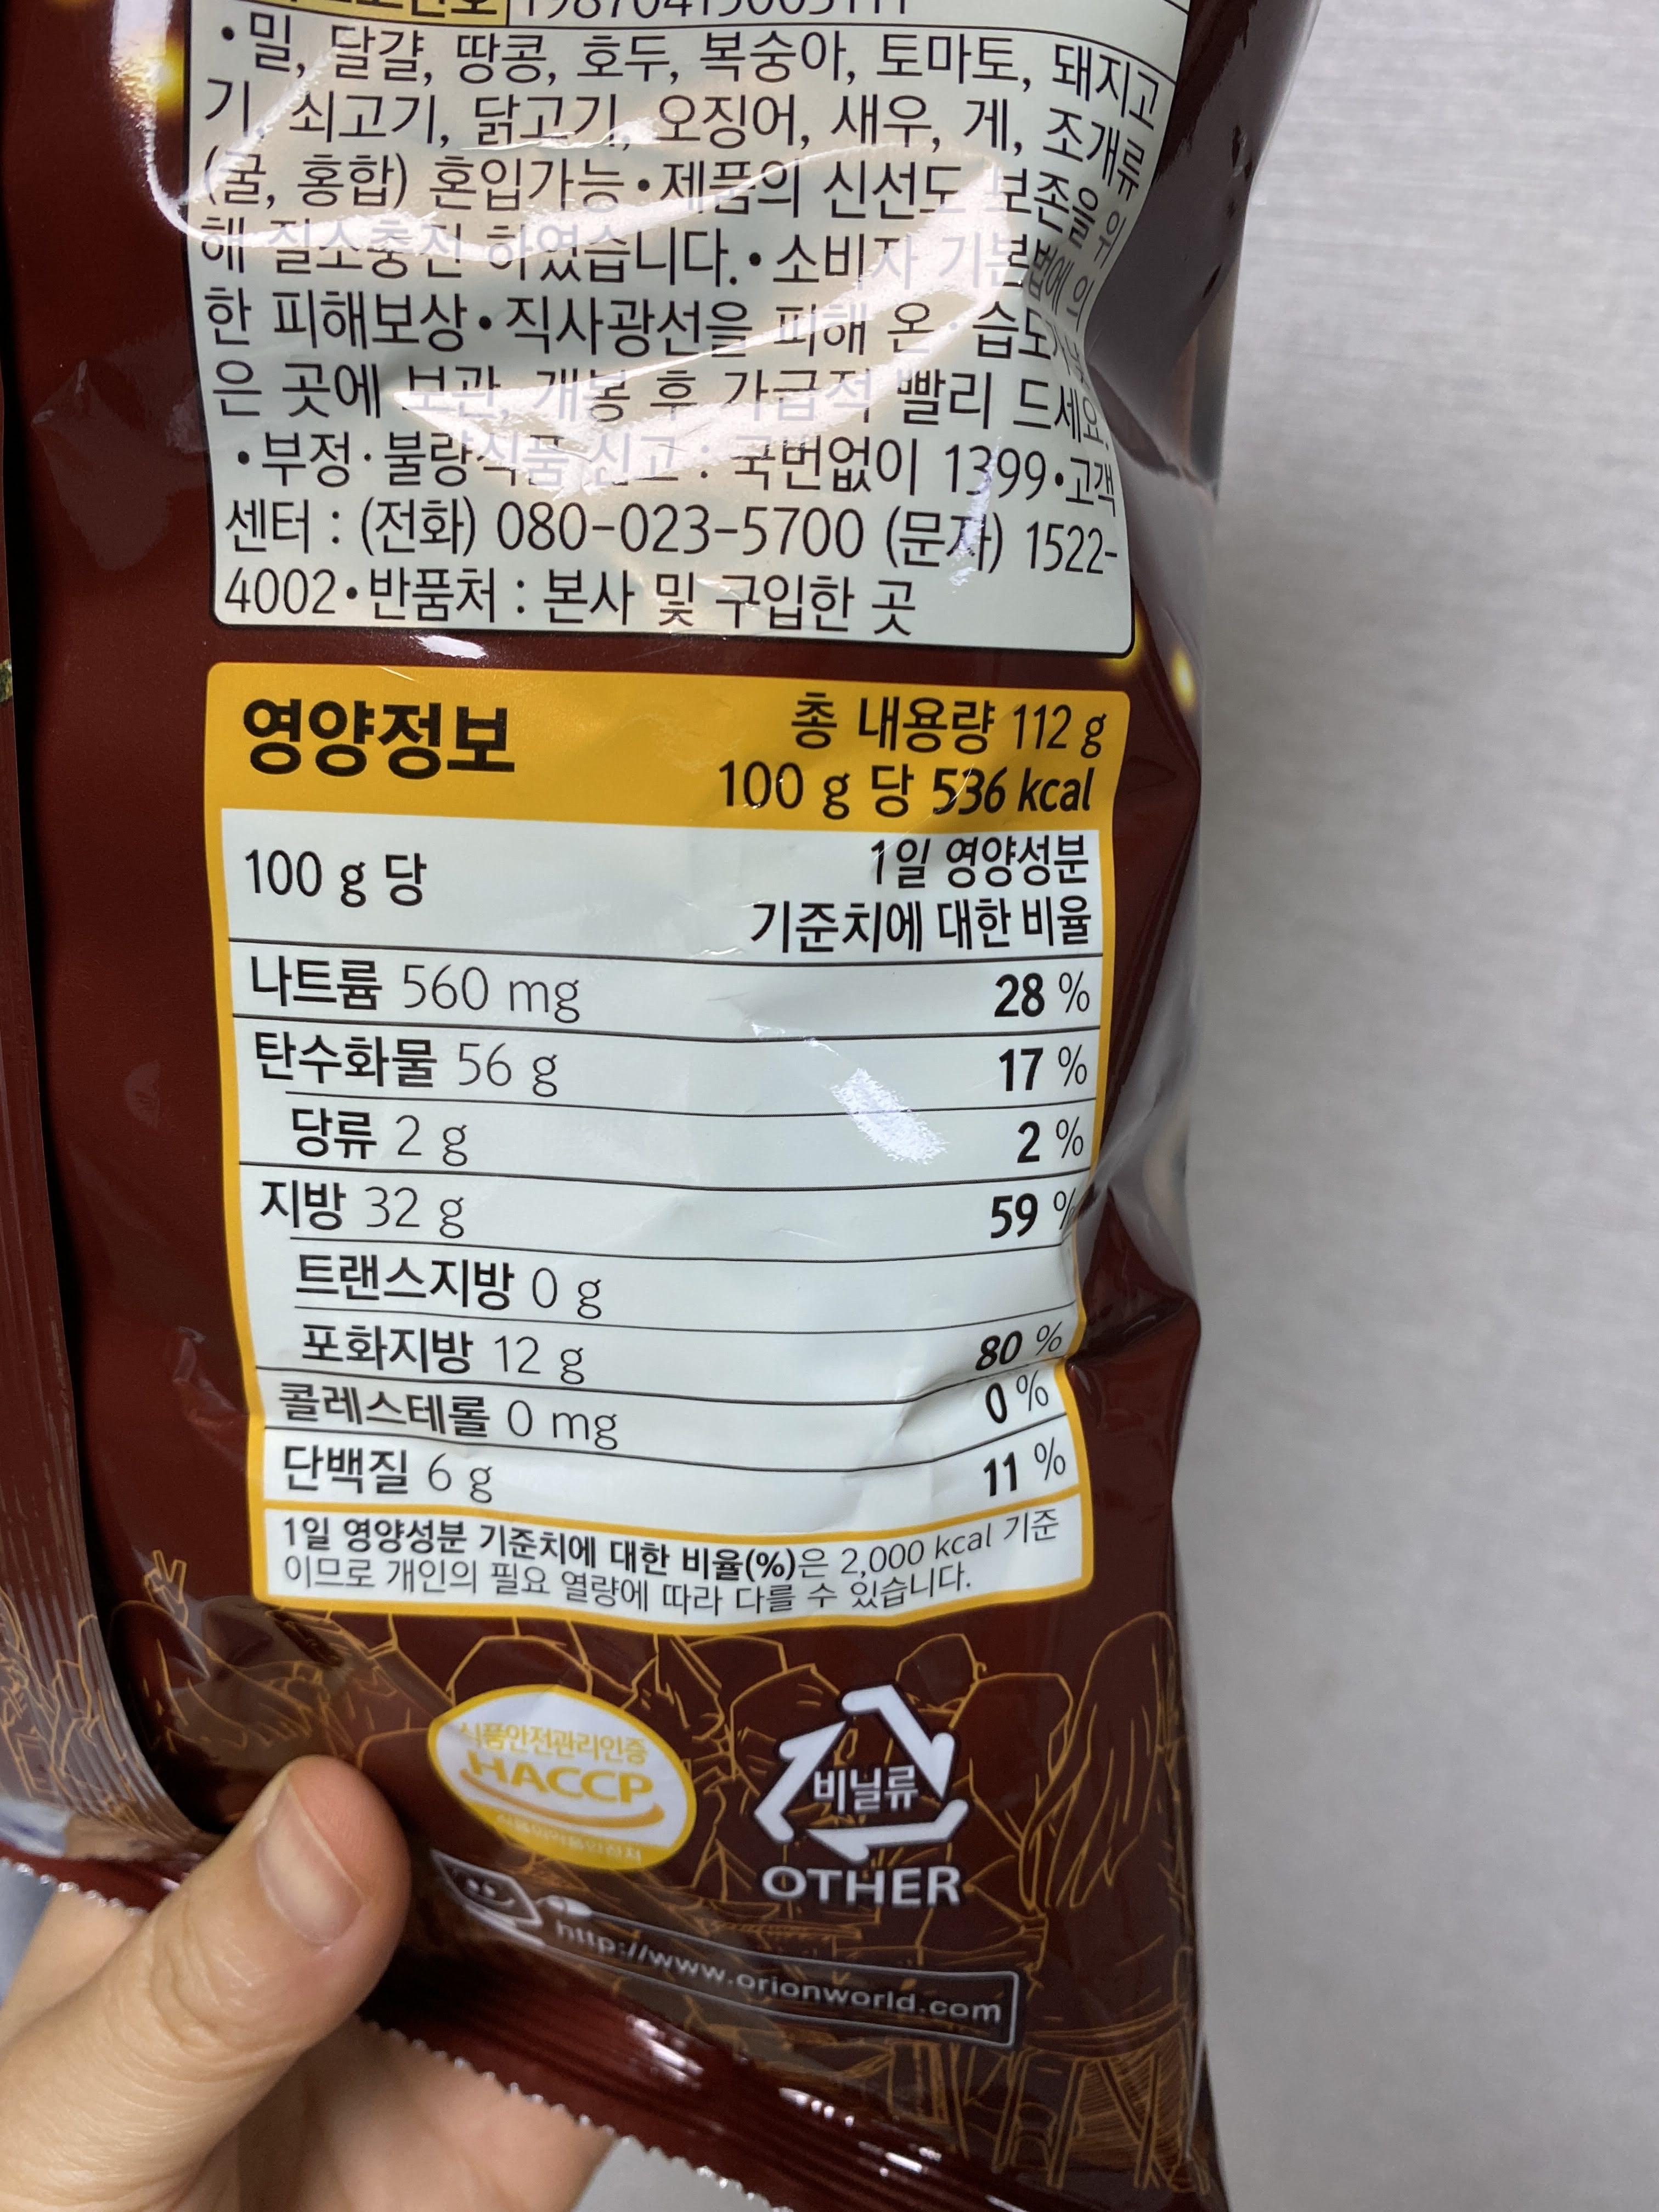 • 밀, 달걀, 땅콩, 호두, 복숭아, 토마토, 돼지고
기, 쇠고기, 닭고기, 오징어, 새우, 게, 조개류
(굴, 홍합) 혼입가능 • 제품의 신선도 보존을 위
해 질소충전 하였습니다. • 소비자 기본법에 의
한 피해보상 • 직사광선을 피해 온·습도가 낮
은 곳에 보관, 개봉 후 가급적 빨리 드세요.
• 부정·불량식품 신고 : 국번없이 1399 • 고객
센터 : (전화) 080-023-5700 (문자) 1522-
4002 • 반품처 : 본사 및 구입한 곳
영양정보
총 내용량 112 g
100 g 당 536 kcal
100 g 당
1일 영양성분
기준치에 대한 비율
나트륨 560 mg 28 %
탄수화물 56 g 17 %
당류 2 g 2 %
지방 32 g 59 %
트랜스지방 0 g
포화지방 12 g 80 %
콜레스테롤 0 mg 0 %
단백질 6 g 11 %
1일 영양성분 기준치에 대한 비율(%)은 2,000 kcal 기준
이므로 개인의 필요 열량에 따라 다를 수 있습니다.
식품안전관리인증
HACCP
비닐류
OTHER
http://www.orionworld.com